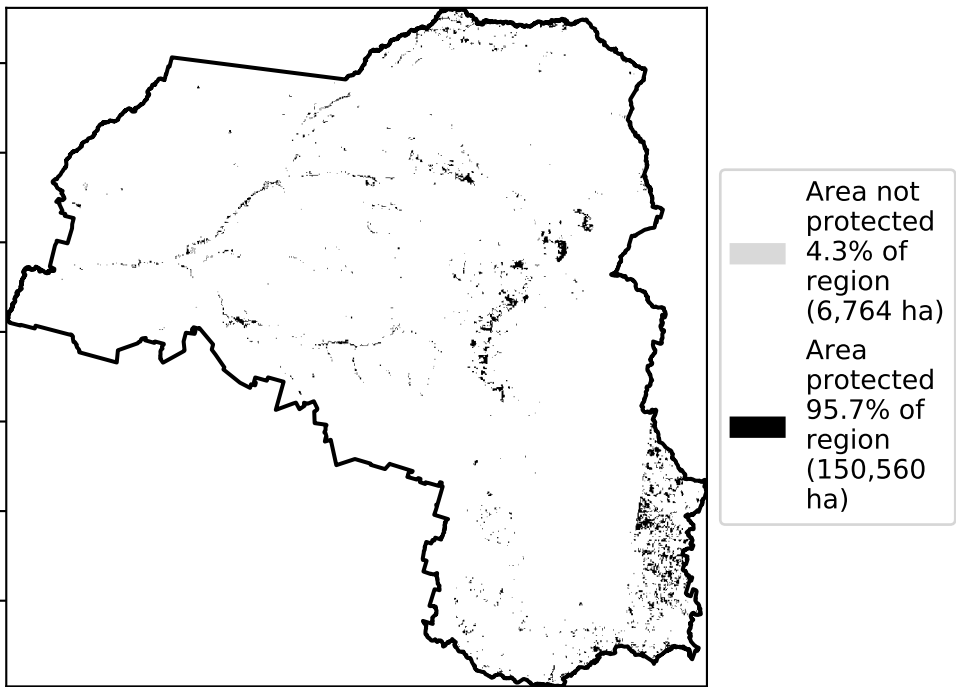 Area not
protected
4.3% of
region
(6,764 ha)
Area
protected
95.7% of
region
(150,560
ha)